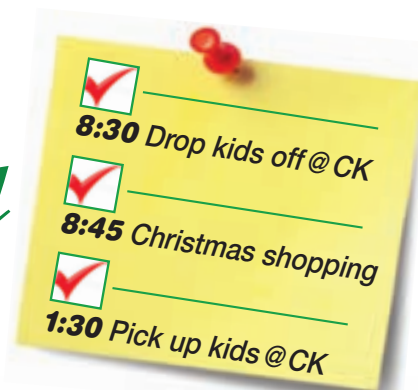 8:30 Drop kids off @ CK
8:45 Christmas shopping
1:30 Pick up kids @ CK